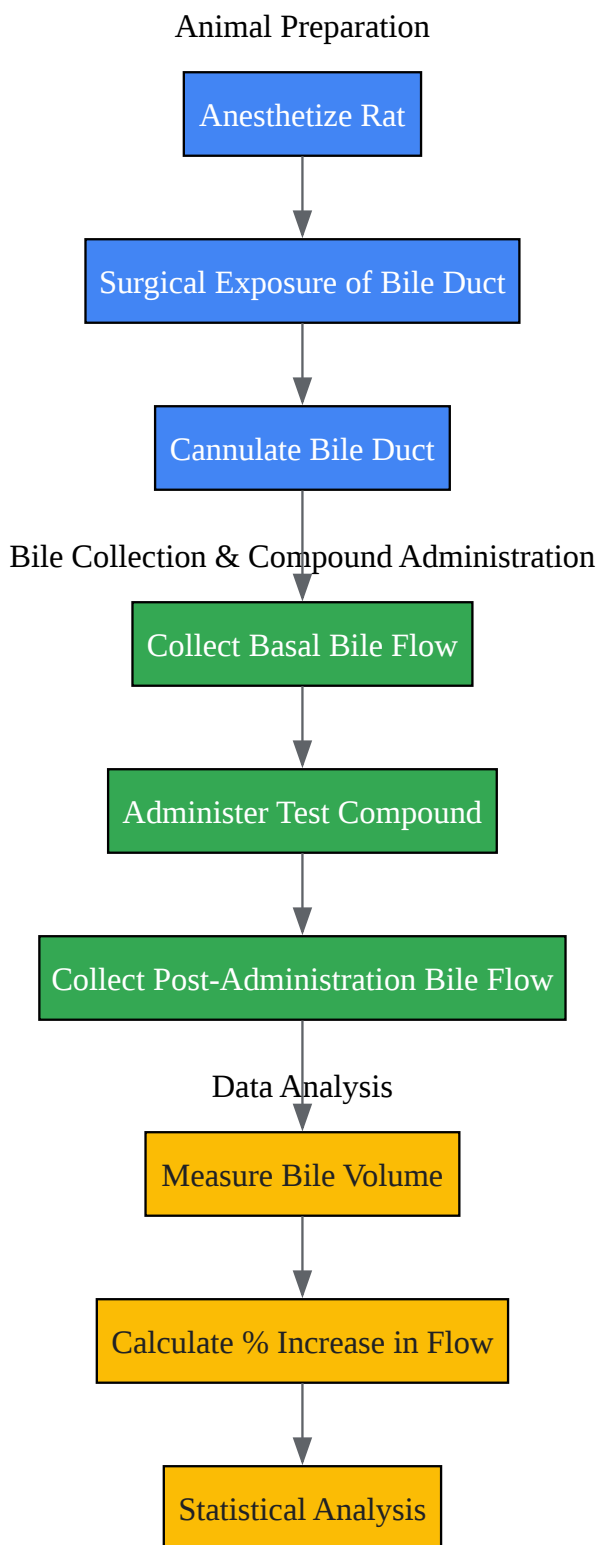 Animal Preparation
Anesthetize Rat
Surgical Exposure of Bile Duct
Cannulate Bile Duct
Bile Collection & Compound Administration
Collect Basal Bile Flow
Administer Test Compound
Collect Post-Administration Bile Flow
Data Analysis
Measure Bile Volume
Calculate % Increase in Flow
Statistical Analysis